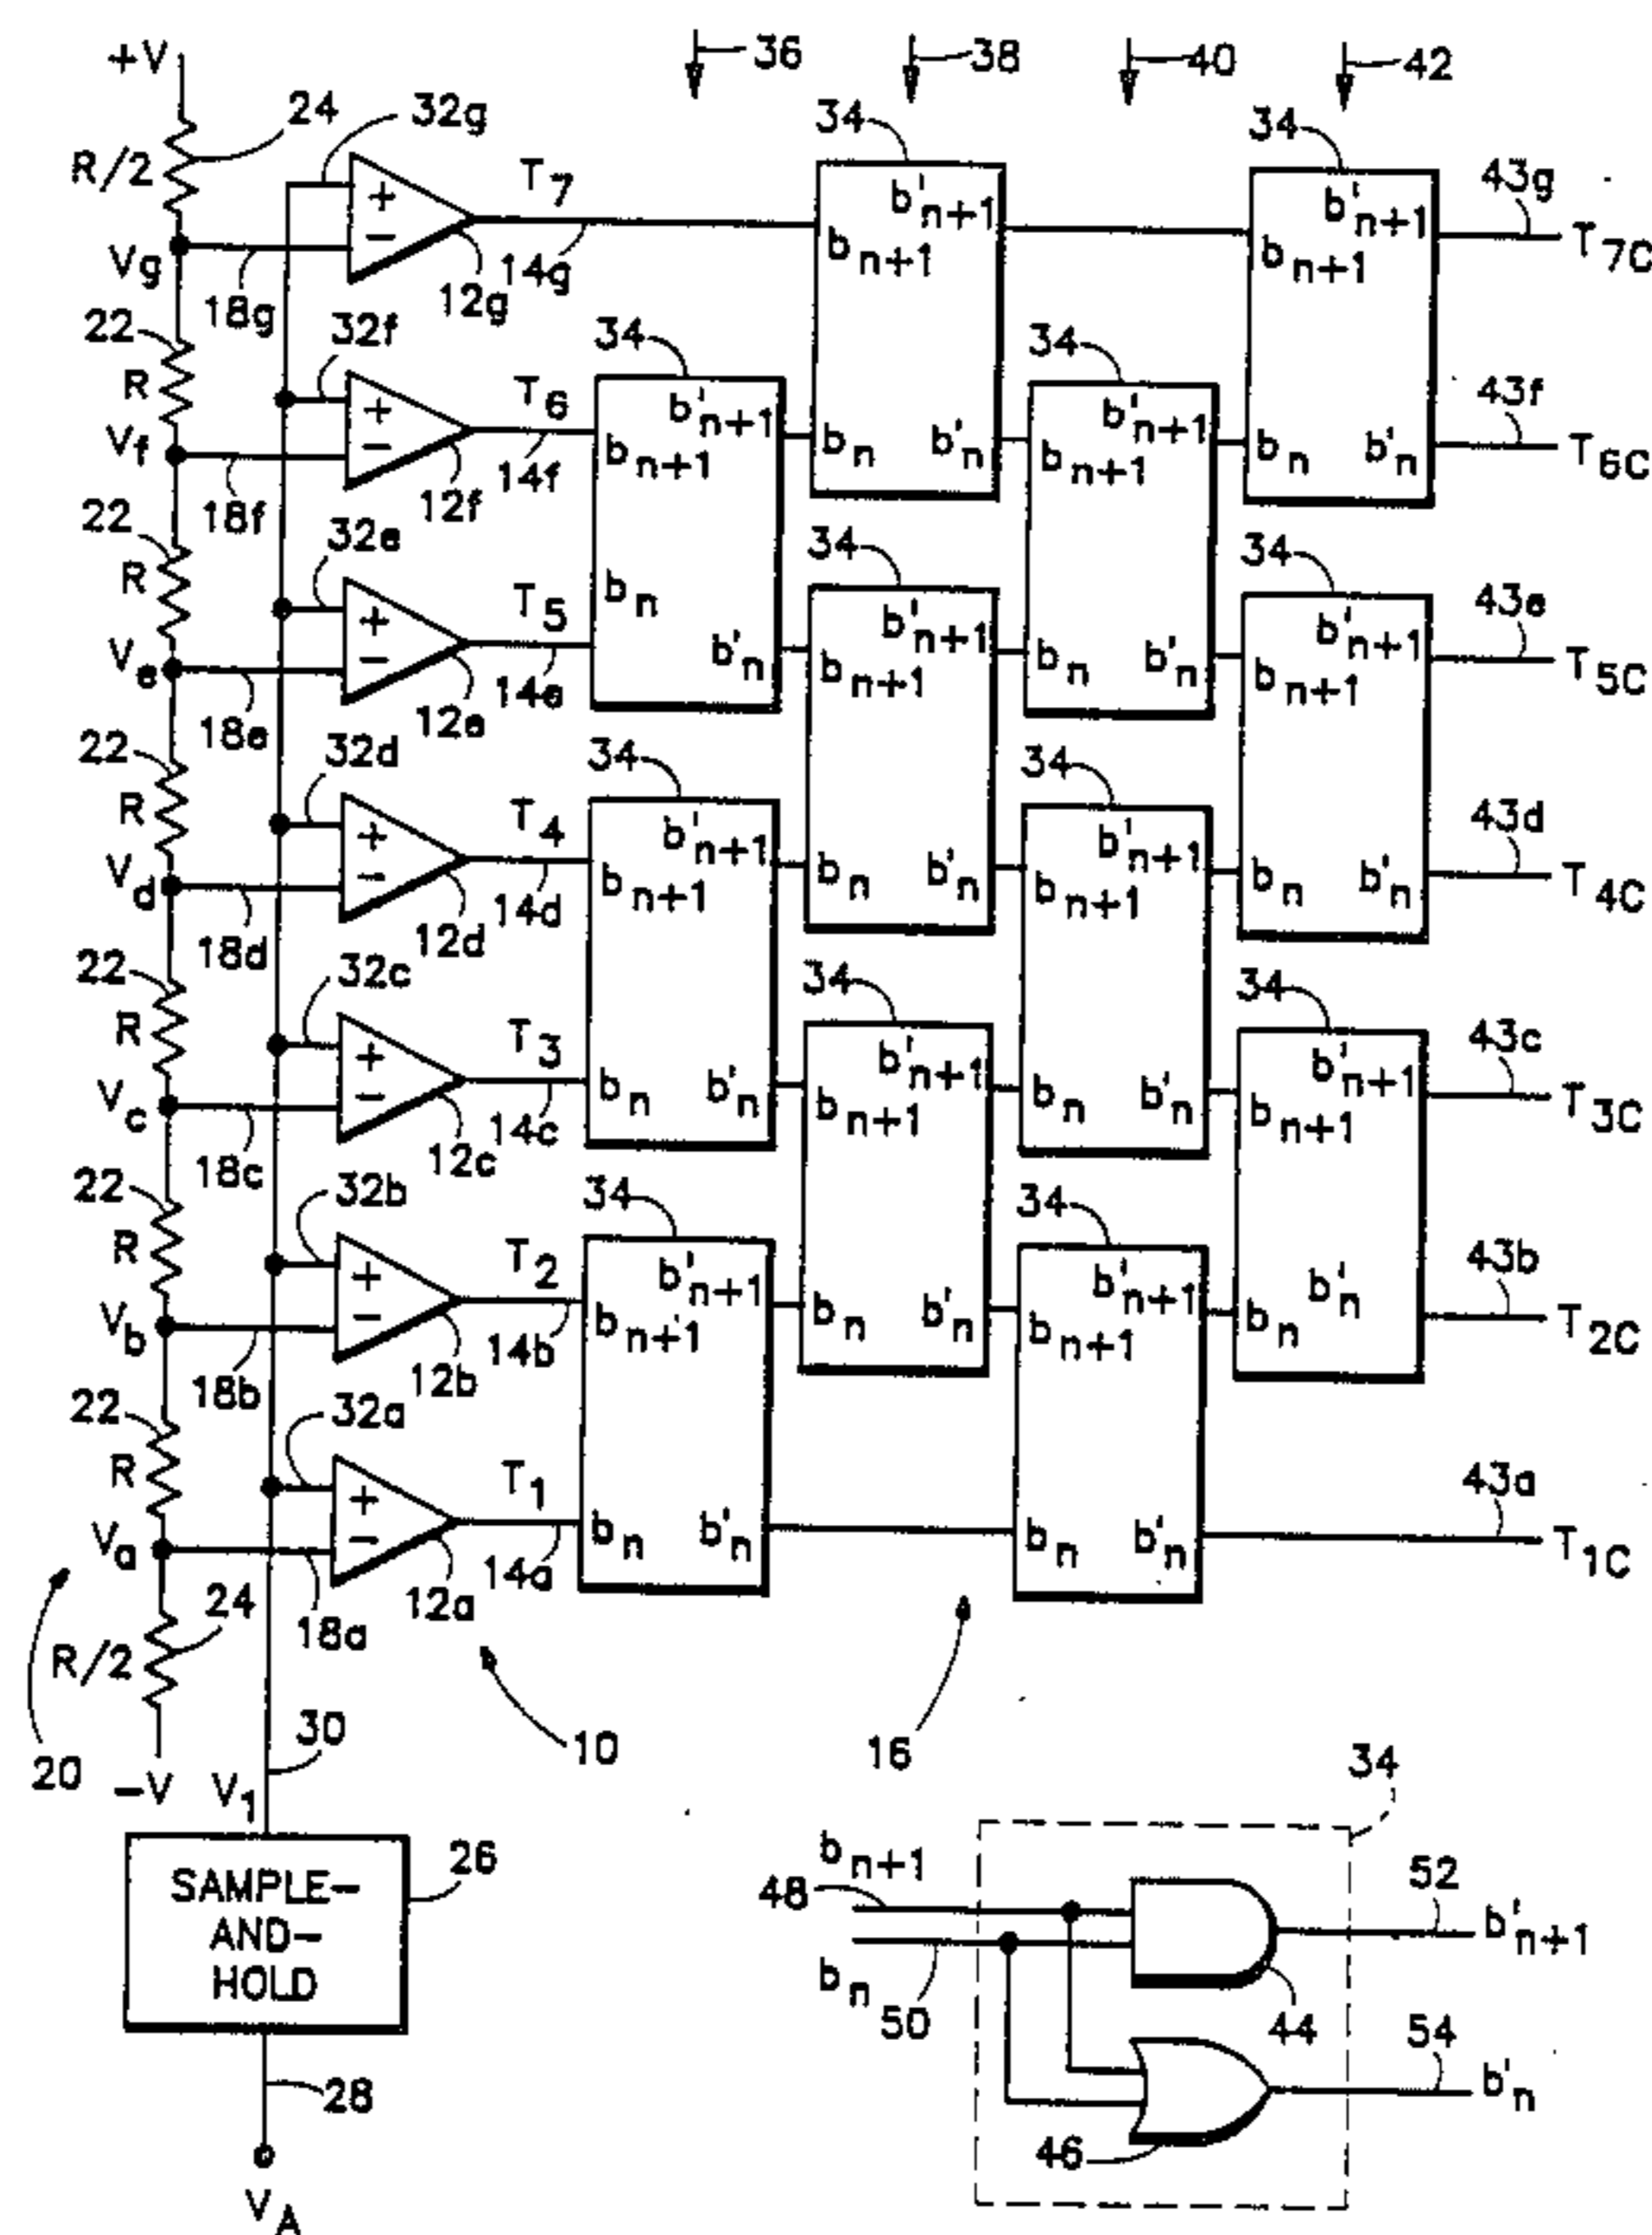 +V
36
38
40
42
24
32g
34
34
R/2
T7
b'n+1
b'n+1
43g
T7C
bn+1
bn+1
Vg
18g
12g
14g
22
32f
34
34
R
T6
b'n+1
b'n+1
43f
T6C
Vf
bn+1
bn
b'n
bn+1
bn
b'n
18f
12f
14f
22
32e
34
34
R
T5
bn
b'n+1
b'n+1
43e
T5C
Ve
b'n
bn+1
bn
b'n
bn+1
18e
12e
14e
22
32d
34
34
R
T4
b'n+1
b'n+1
43d
T4C
Vd
bn+1
bn
b'n
bn+1
bn
b'n
18d
12d
14d
22
32c
34
34
R
T3
b'n+1
b'n+1
43c
T3C
Vc
bn
b'n
bn+1
bn
b'n
bn+1
18c
12c
14c
22
32b
34
34
R
T2
b'n+1
b'n+1
b'n
43b
T2C
Vb
bn+1
bn
b'n
bn+1
bn
18b
12b
14b
22
32a
R
T1
43a
T1C
Va
bn
b'n
bn
b'n
18a
12a
14a
24
R/2
20
-V
V1
30
10
16
34
SAMPLE-
AND-
HOLD
26
28
VA
bn+1
48
52
b'n+1
bn
50
44
54
b'n
46
+
−
+
−
+
−
+
−
+
−
+
−
+
−